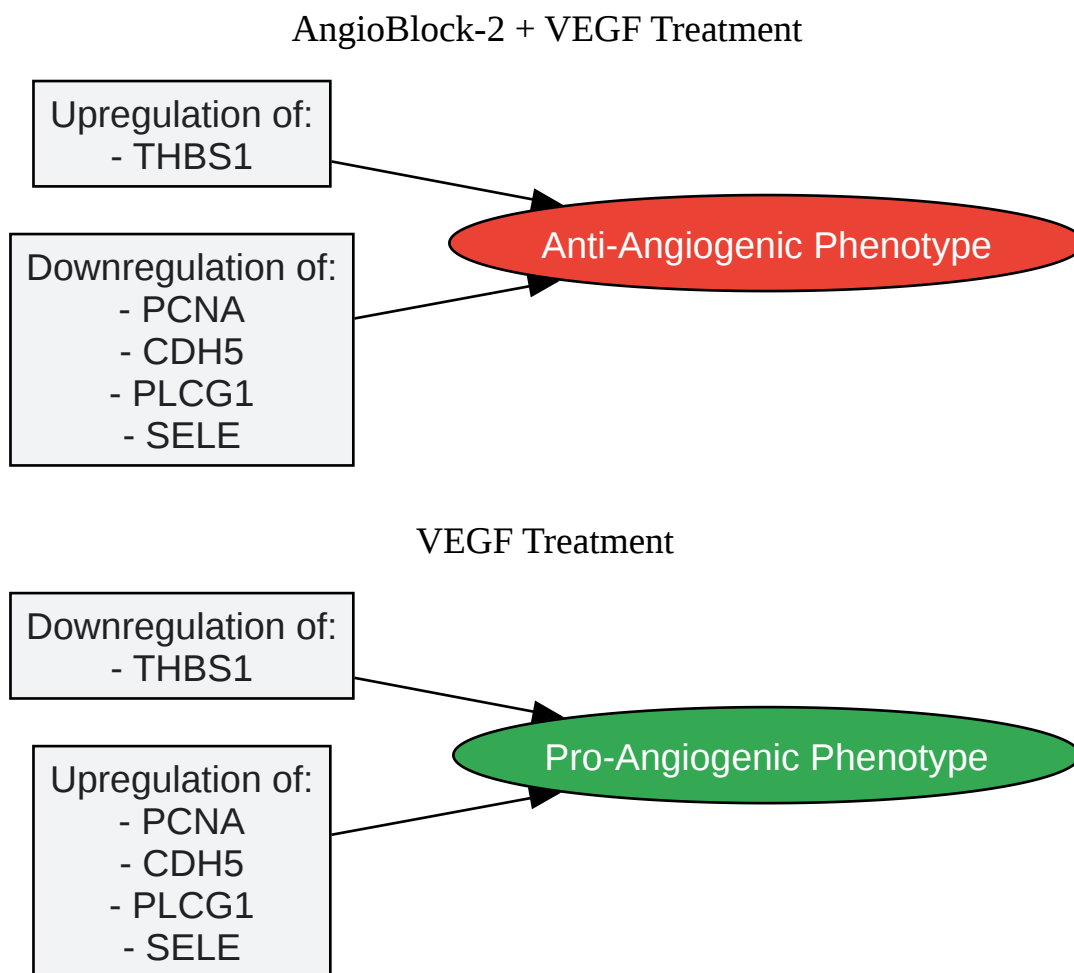 AngioBlock-2 + VEGF Treatment
Upregulation of:
- THBS1
Anti-Angiogenic Phenotype
Downregulation of:
- PCNA
- CDH5
- PLCG1
- SELE
VEGF Treatment
Downregulation of:
- THBS1
Pro-Angiogenic Phenotype
Upregulation of:
- PCNA
- CDH5
- PLCG1
- SELE